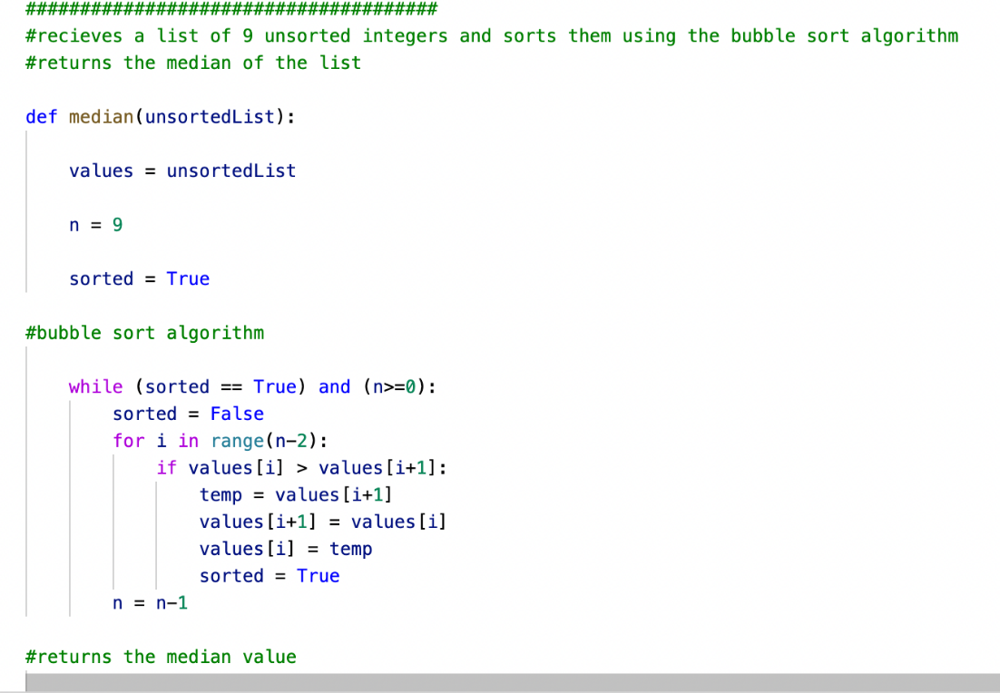 ######################################
#recieves a list of 9 unsorted integers and sorts them using the bubble sort algorithm
#returns the median of the list
def median(unsortedList):
values = unsortedList
n = 9
sorted = True
#bubble sort algorithm
while (sorted == True) and (n>=0):
sorted = False
for i in range(n-2):
if values[i] > values[i+1]:
temp = values[i+1]
values[i+1] = values[i]
values[i] = temp
sorted = True
n = n-1
#returns the median value